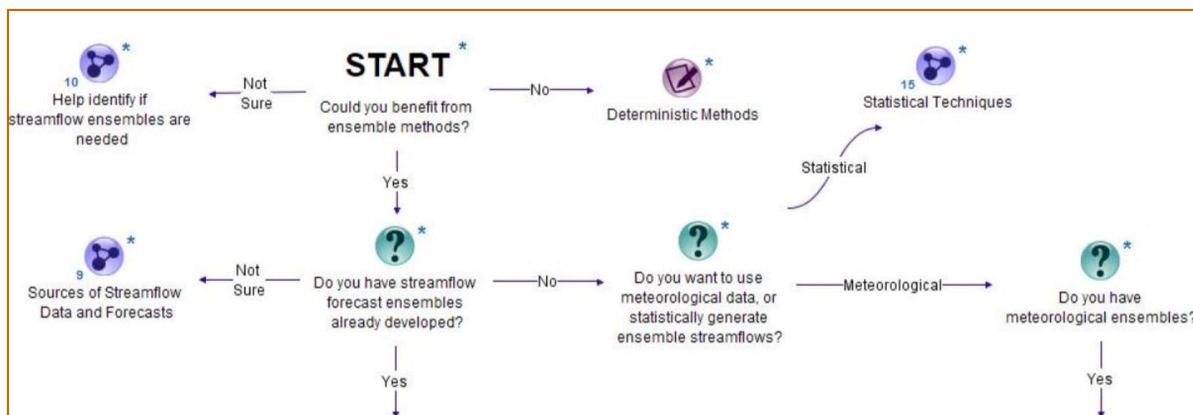 START *
*
10
Help identify if
streamflow ensembles are
needed
Not
Sure
Could you benefit from
ensemble methods?
No
*
Deterministic Methods
*
15
Statistical Techniques
Yes
Statistical
*
9
Sources of Streamflow
Data and Forecasts
Not
Sure
?
*
Do you have streamflow
forecast ensembles
already developed?
No
?
*
Do you want to use
meteorological data, or
statistically generate
ensemble streamflows?
Meteorological
?
*
Do you have
meteorological ensembles?
Yes
Yes